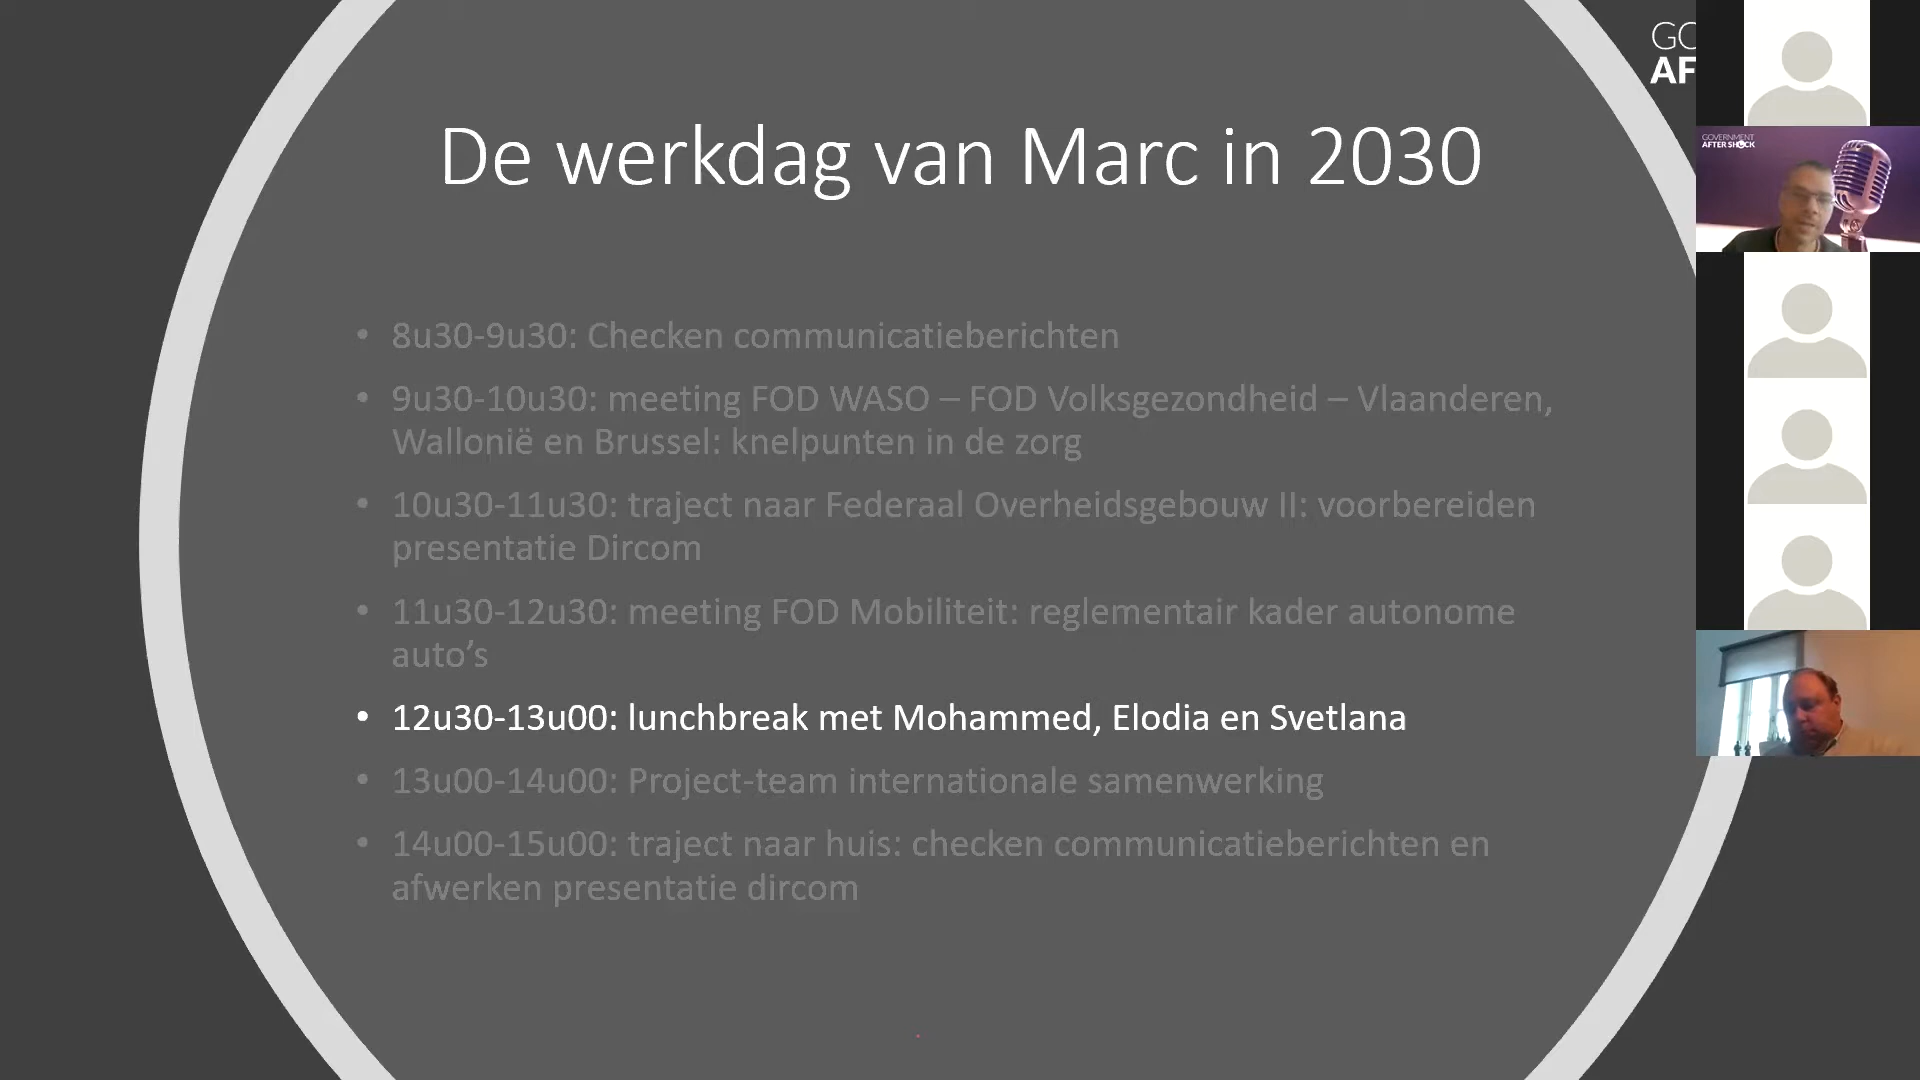 De werkdag van Marc in 2030
• 8u30-9u30: Checken communicatieberichten
• 9u30-10u30: meeting FOD WASO – FOD Volksgezondheid – Vlaanderen,
Wallonië en Brussel: knelpunten in de zorg
• 10u30-11u30: traject naar Federaal Overheidsgebouw II: voorbereiden
presentatie Dircom
• 11u30-12u30: meeting FOD Mobiliteit: reglementair kader autonome
auto’s
• 12u30-13u00: lunchbreak met Mohammed, Elodia en Svetlana
• 13u00-14u00: Project-team internationale samenwerking
• 14u00-15u00: traject naar huis: checken communicatieberichten en
afwerken presentatie dircom
GO
AF
GOVERNMENT
AFTER SHOCK